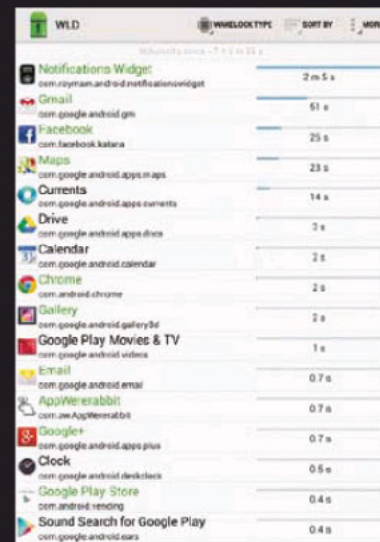 WLD WAKELOCK TYPE SORT BY MORE
Notifications Widget
com.roymam.android.notificationswidget
2 m 5 s
Gmail
com.google.android.gm
51 s
Facebook
com.facebook.katana
25 s
Maps
com.google.android.apps.maps
23 s
Currents
com.google.android.apps.currents
14 s
Drive
com.google.android.apps.docs
3 s
Calendar
com.google.android.calendar
2 s
Chrome
com.android.chrome
2 s
Gallery
com.google.android.gallery3d
2 s
Google Play Movies & TV
com.google.android.videos
1 s
Email
com.google.android.email
0.7 s
AppWererabbit
com.aw.AppWererabbit
0.7 s
Google+
com.google.android.apps.plus
0.7 s
Clock
com.google.android.deskclock
0.5 s
Google Play Store
com.android.vending
0.4 s
Sound Search for Google Play
com.google.android.ears
0.4 s